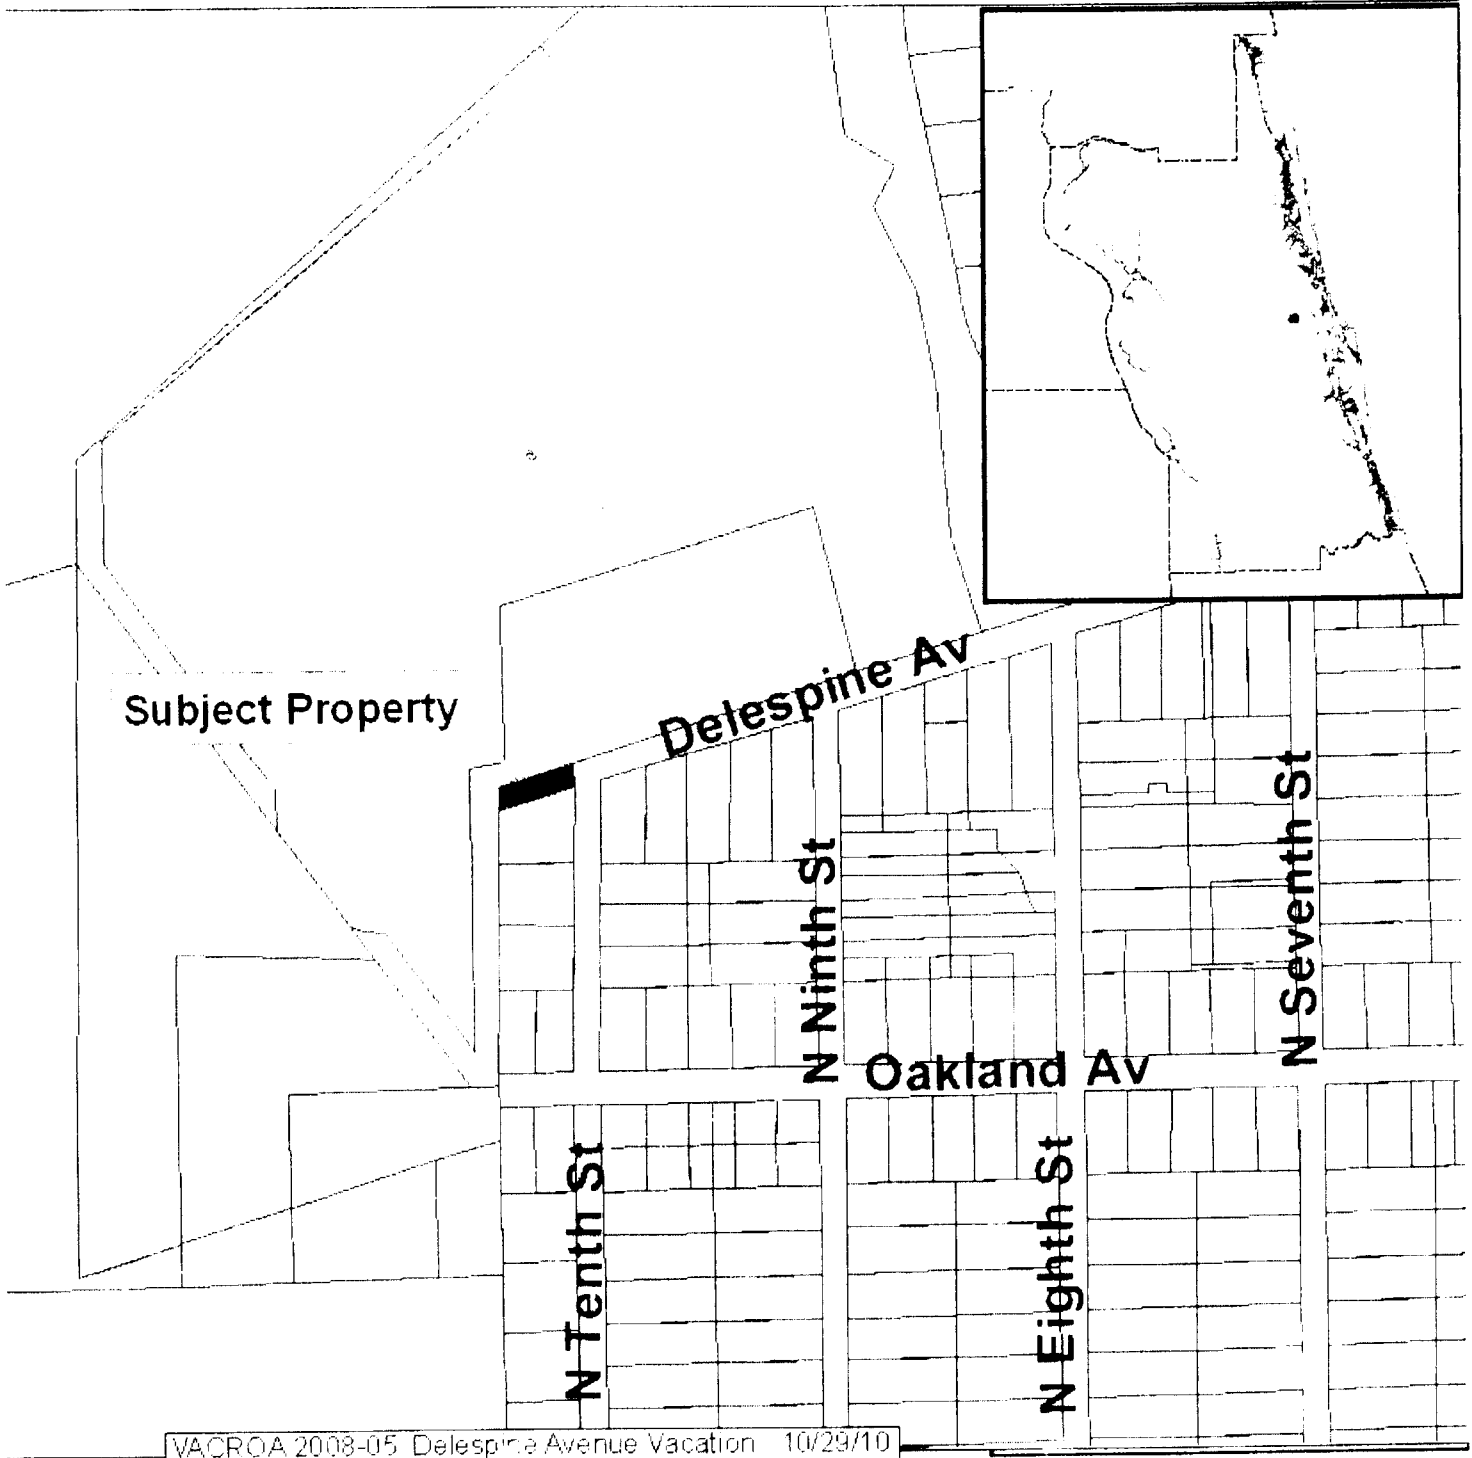 Subject Property
Delespine Av
N Ninth St
N Seventh St
Oakland Av
N Tenth St
N Eighth St
VACROA 2008-05 Delespine Avenue Vacation 10/29/10